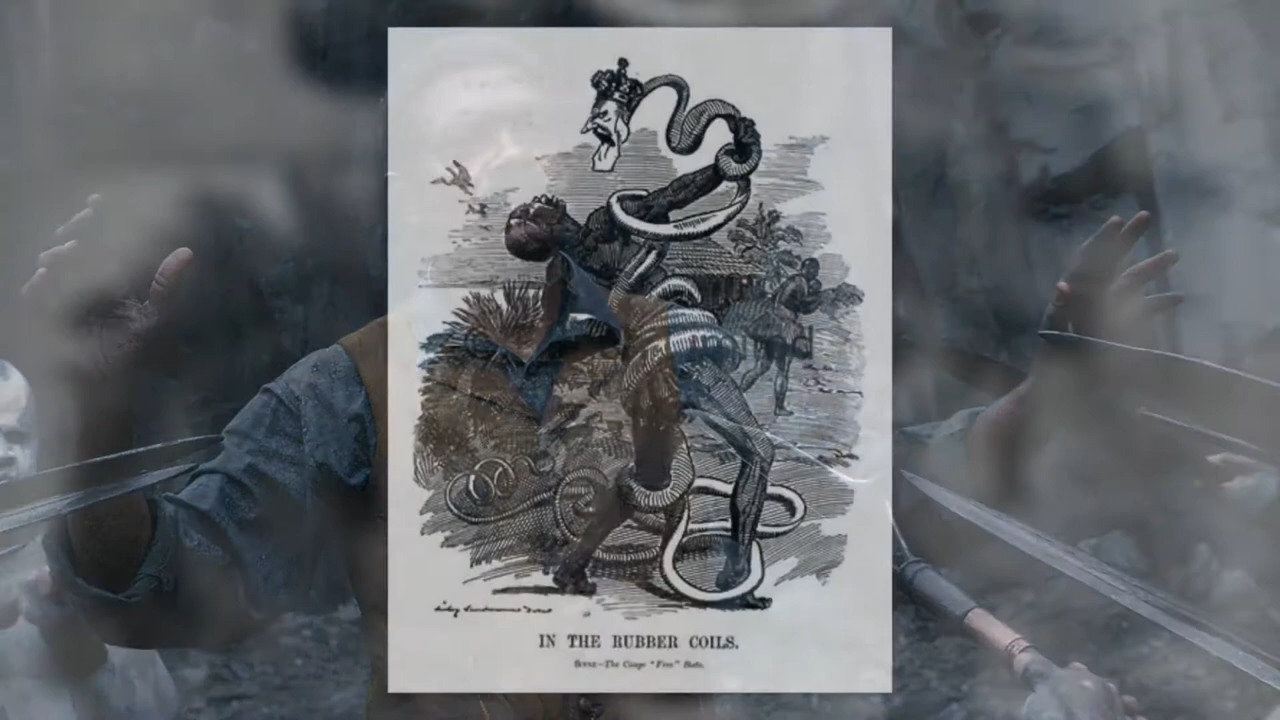 IN THE RUBBER COILS.
Scene—The Congo "Free" State.